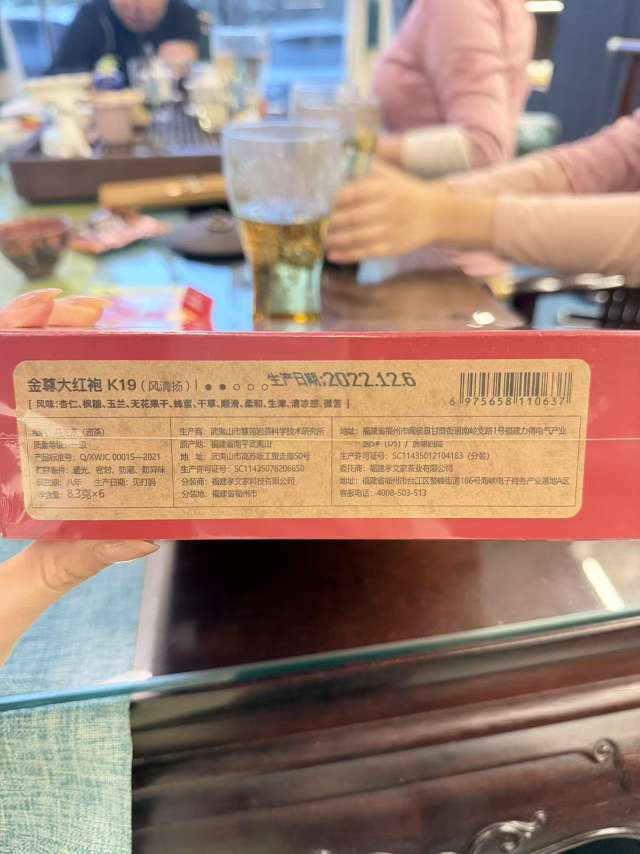 金尊大红袍 K19（风清扬）| ●●○○○
生产日期:2022.12.6
[ 风味:杏仁、枫糖、玉兰、无花果干、蜂蜜、干草、顺滑、柔和、生津、清凉感、微苦 ]
6 975658 110637
（岩茶）
质量等级:二级
产品标准号: Q/XWJC 0001S—2021
贮存条件: 避光、密封、防潮、防异味
保质期: 八年 生产日期: 见打码
净含量: 8.3克×6
生产商: 武夷山市慧苑岩茶科学技术研究所
原产地: 福建省南平武夷山
地 址: 武夷山市高苏坂工盟走廊50号
生产许可证号: SC11435078206650
分装商: 福建孝文家科技有限公司
分装地: 福建省福州市
地址: 福建省福州市闽侯县甘蔗街道南岭支路1号福建力得电气产业
生产许可证号: SC11435012104183（分装）
委托商: 福建孝文家茶业有限公司
地址: 福建省福州市台江区鳌峰街道186号海峡电子商务产业基地A区
客服电话: 4008-503-513